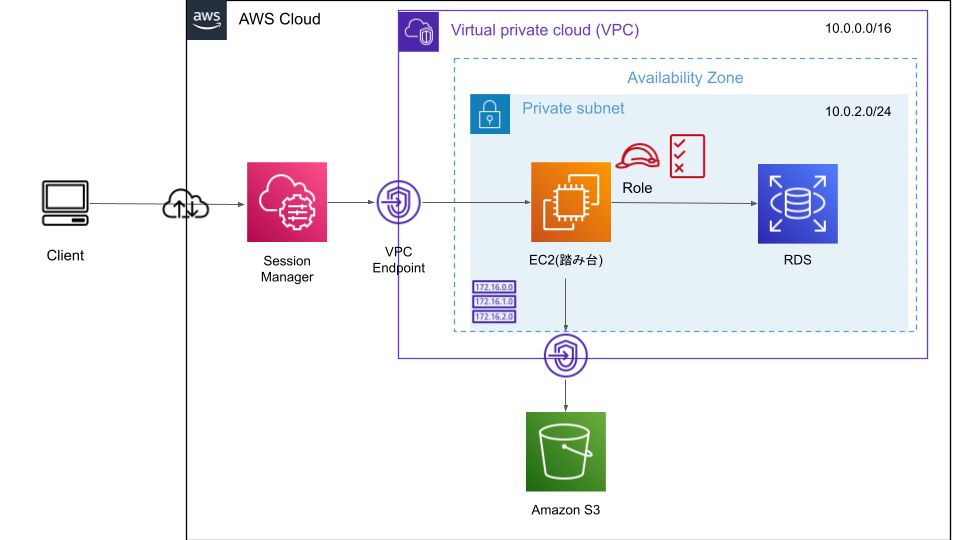 aws
AWS Cloud
Virtual private cloud (VPC)
10.0.0.0/16
Availability Zone
Private subnet
10.0.2.0/24
Role
Client
Session
Manager
VPC
Endpoint
EC2(踏み台)
RDS
172.16.0.0
172.16.1.0
172.16.2.0
Amazon S3